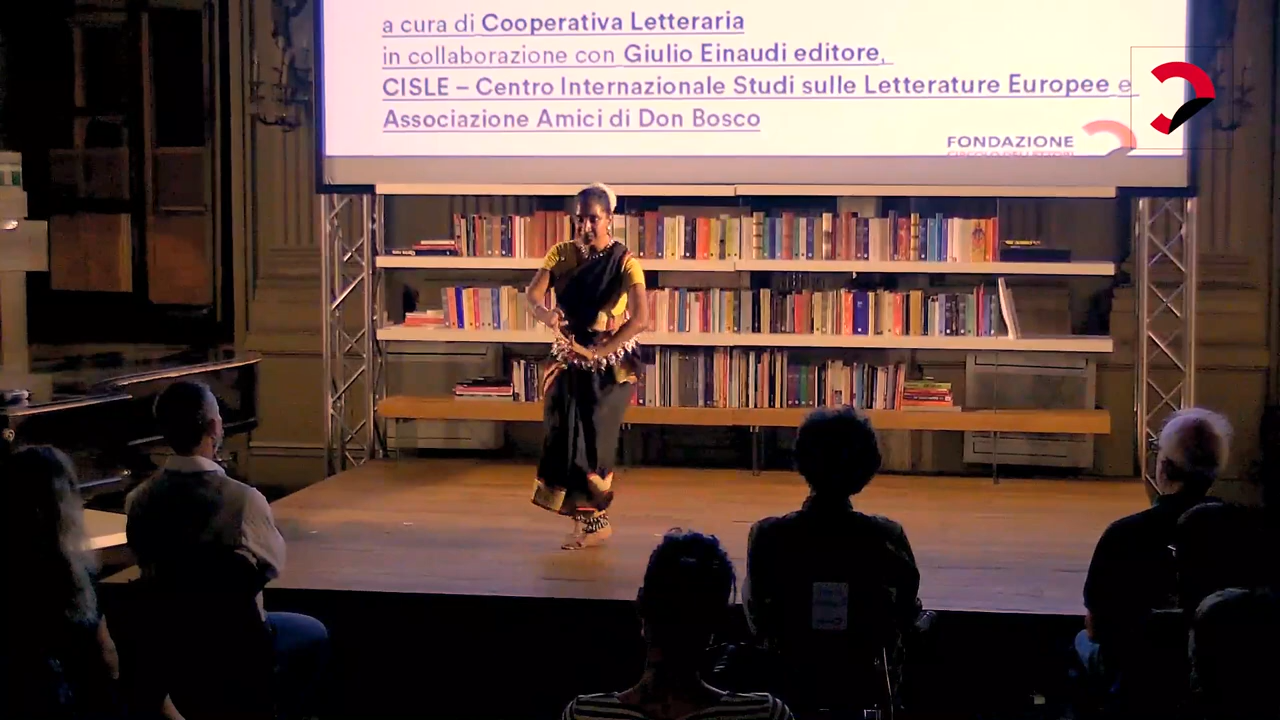 a cura di Cooperativa Letteraria
in collaborazione con Giulio Einaudi editore,
CISLE – Centro Internazionale Studi sulle Letterature Europee e
Associazione Amici di Don Bosco
FONDAZIONE